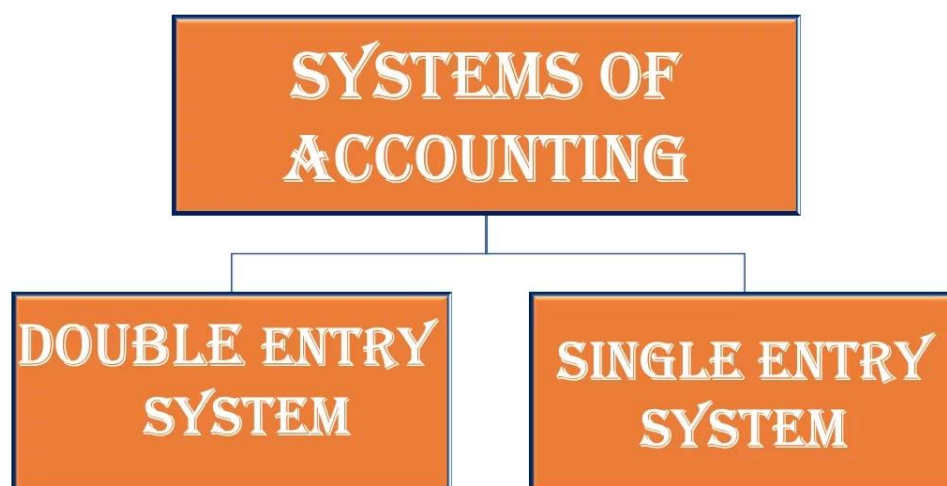 SYSTEMS OF
ACCOUNTING
DOUBLE ENTRY
SYSTEM
SINGLE ENTRY
SYSTEM